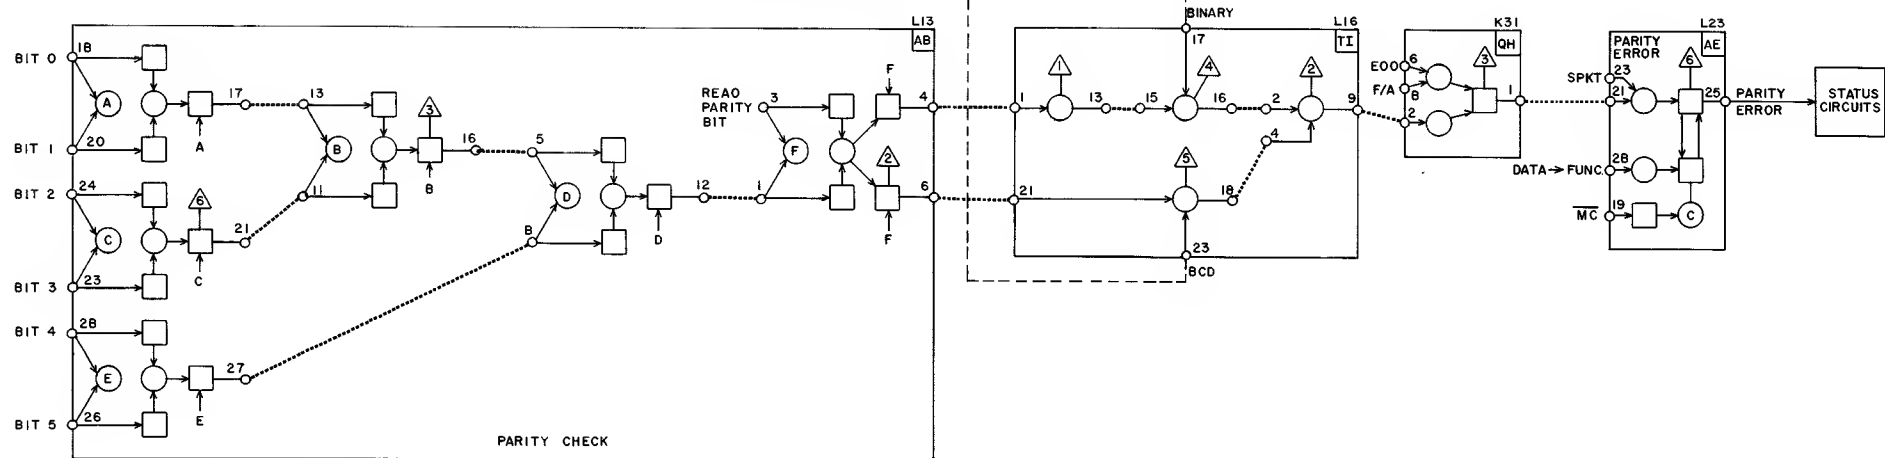 BIT 0
18
A
20
BIT 1
17
A
13
B
11
3
B
16
BIT 2
24
C
23
BIT 3
6
C
21
BIT 4
28
E
26
BIT 5
27
E
5
D
8
D
12
READ
PARITY
BIT
3
F
1
F
4
2
F
6
L13
AB
PARITY CHECK
BINARY
17
L16
TI
1
1
13
15
4
16
2
2
9
4
21
5
18
23
BCD
K31
QH
EOO
6
F/A
8
2
3
1
L23
AE
PARITY
ERROR
SPKT
23
21
6
25
PARITY
ERROR
DATA→FUNC.
28
MC
19
C
STATUS
CIRCUITS